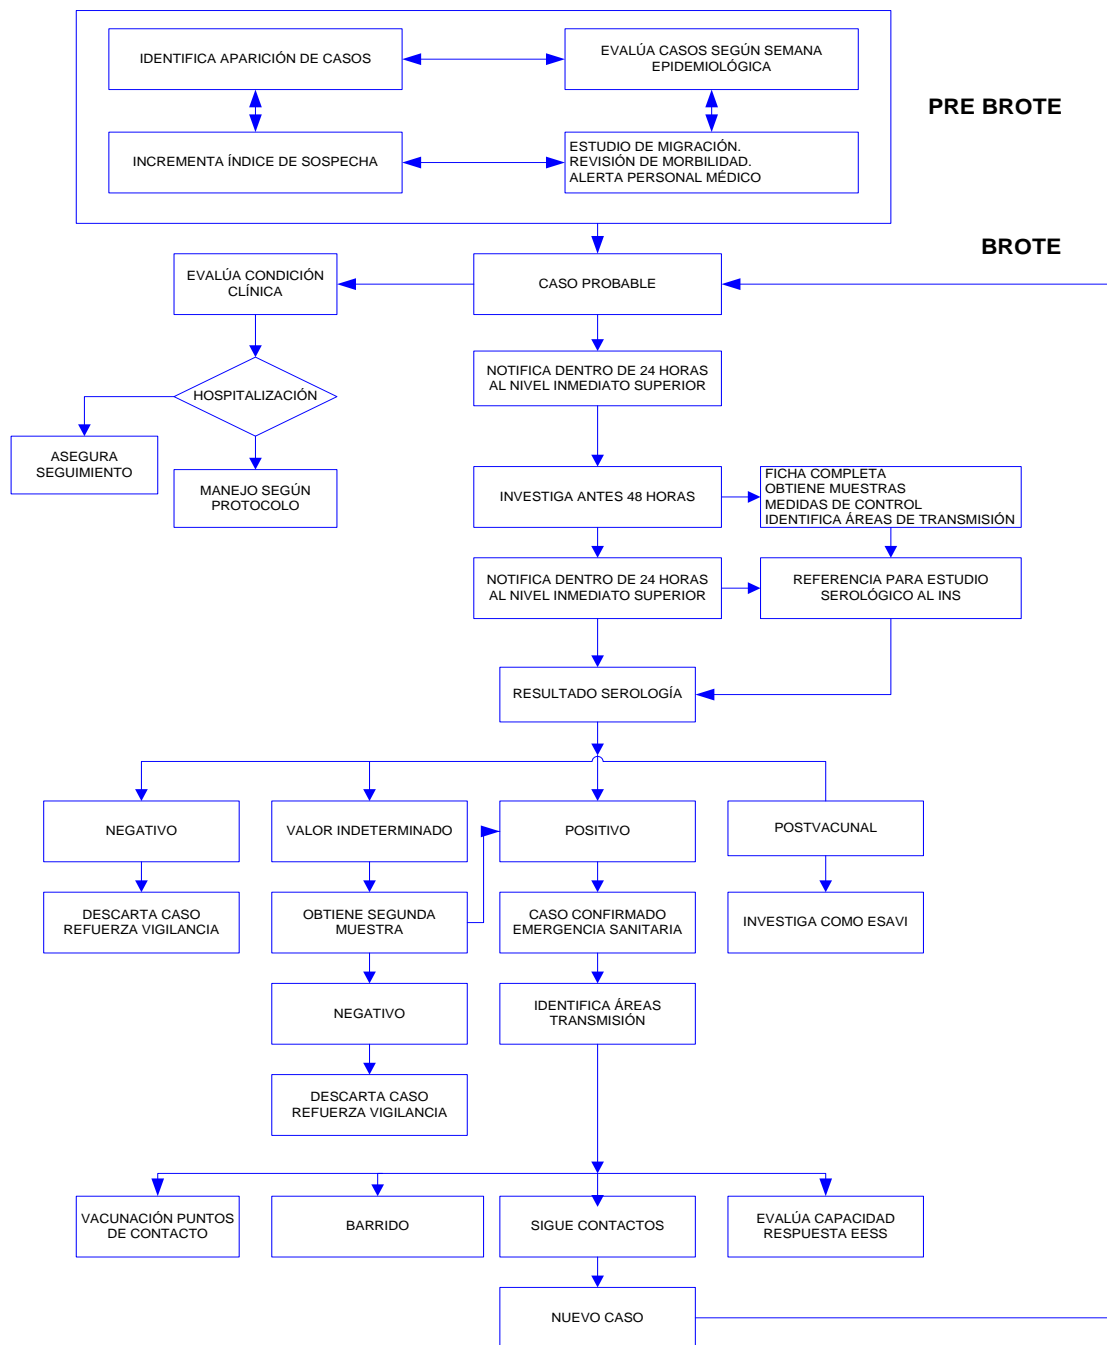 IDENTIFICA APARICIÓN DE CASOS
EVALÚA CASOS SEGÚN SEMANA
EPIDEMIOLÓGICA
PRE BROTE
INCREMENTA ÍNDICE DE SOSPECHA
ESTUDIO DE MIGRACIÓN.
REVISIÓN DE MORBILIDAD.
ALERTA PERSONAL MÉDICO
BROTE
EVALÚA CONDICIÓN
CLÍNICA
CASO PROBABLE
NOTIFICA DENTRO DE 24 HORAS
AL NIVEL INMEDIATO SUPERIOR
HOSPITALIZACIÓN
ASEGURA
SEGUIMIENTO
MANEJO SEGÚN
PROTOCOLO
INVESTIGA ANTES 48 HORAS
FICHA COMPLETA
OBTIENE MUESTRAS
MEDIDAS DE CONTROL
IDENTIFICA ÁREAS DE TRANSMISIÓN
NOTIFICA DENTRO DE 24 HORAS
AL NIVEL INMEDIATO SUPERIOR
REFERENCIA PARA ESTUDIO
SEROLÓGICO AL INS
RESULTADO SEROLOGÍA
NEGATIVO
VALOR INDETERMINADO
POSITIVO
POSTVACUNAL
DESCARTA CASO
REFUERZA VIGILANCIA
OBTIENE SEGUNDA
MUESTRA
CASO CONFIRMADO
EMERGENCIA SANITARIA
INVESTIGA COMO ESAVI
NEGATIVO
IDENTIFICA ÁREAS
TRANSMISIÓN
DESCARTA CASO
REFUERZA VIGILANCIA
VACUNACIÓN PUNTOS
DE CONTACTO
BARRIDO
SIGUE CONTACTOS
EVALÚA CAPACIDAD
RESPUESTA EESS
NUEVO CASO